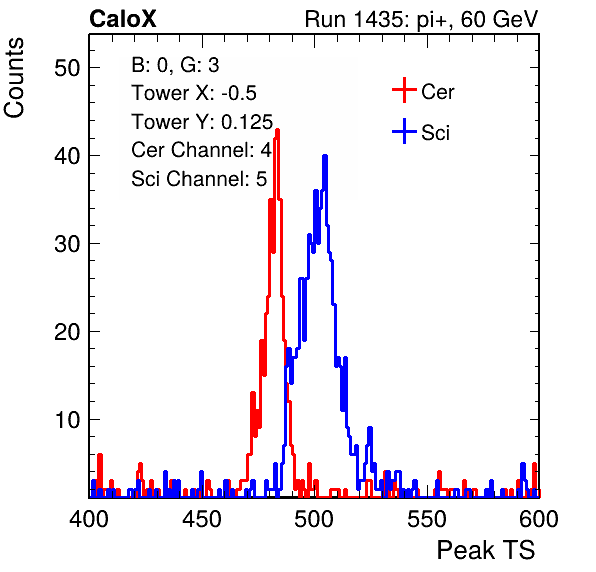 CaloX Run 1435: pi+, 60 GeV
Counts
B: 0, G: 3
Tower X: -0.5
Tower Y: 0.125
Cer Channel: 4
Sci Channel: 5
Cer
Sci
50
40
30
20
10
400 450 500 550 600
Peak TS